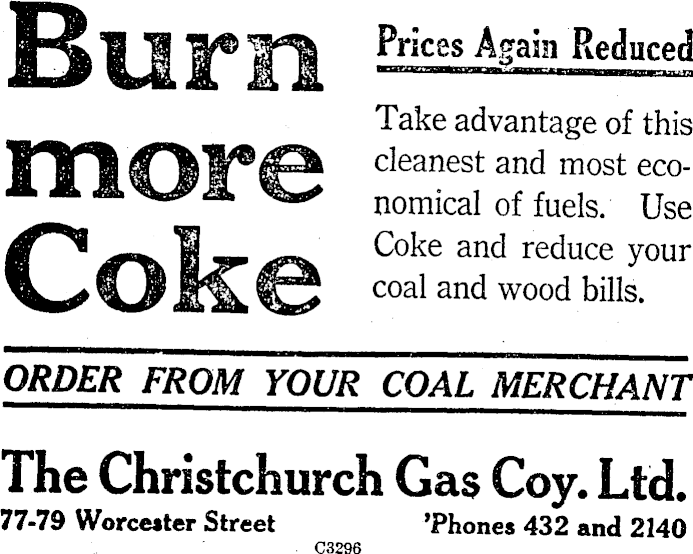 Burn
more
Coke
Prices Again Reduced
Take advantage of this
cleanest and most eco-
nomical of fuels. Use
Coke and reduce your
coal and wood bills.
ORDER FROM YOUR COAL MERCHANT
The Christchurch Gas Coy. Ltd.
77-79 Worcester Street
'Phones 432 and 2140
C3296